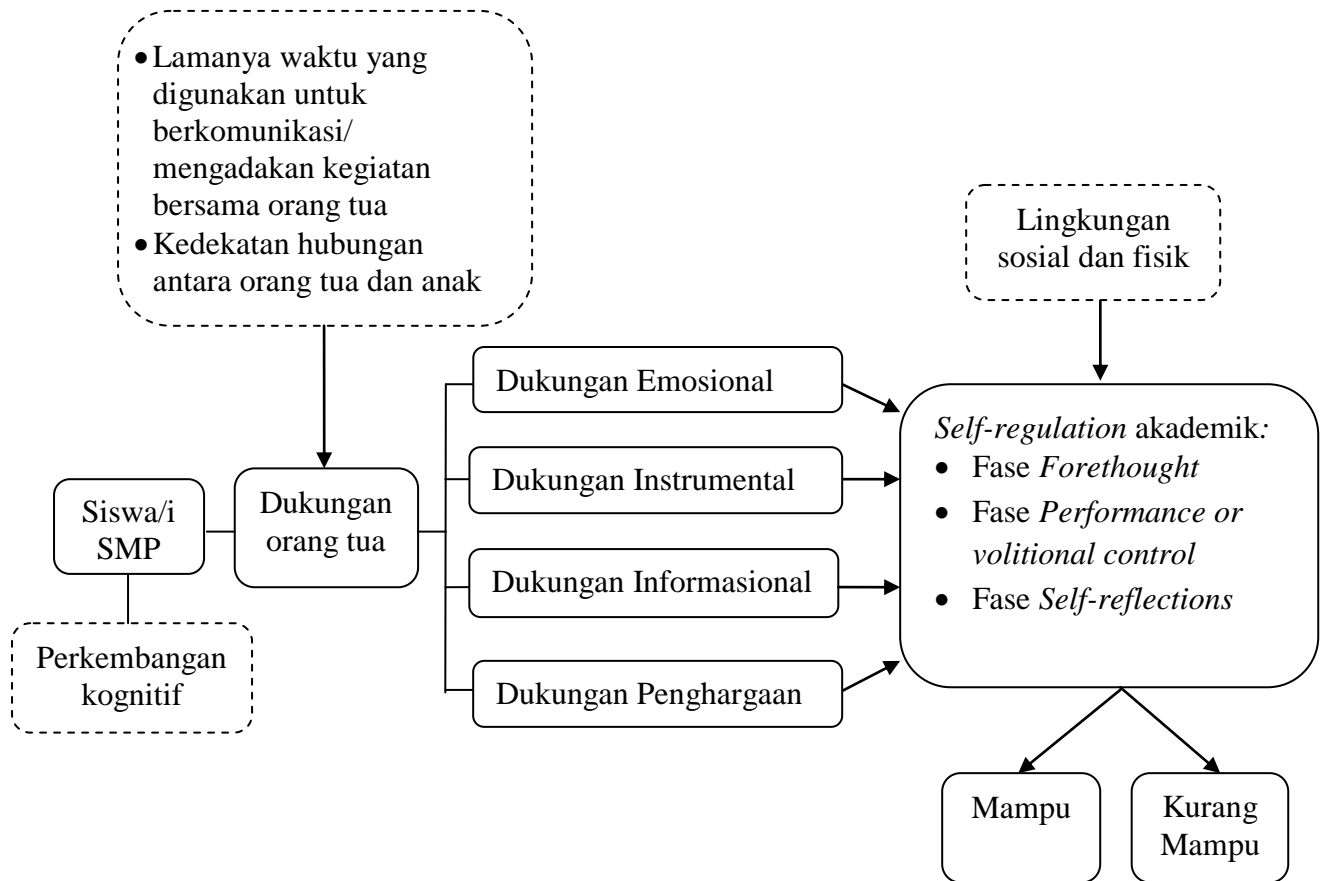 • Lamanya waktu yang
digunakan untuk
berkomunikasi/
mengadakan kegiatan
bersama orang tua
• Kedekatan hubungan
antara orang tua dan anak
Lingkungan
sosial dan fisik
Dukungan Emosional
Dukungan Instrumental
Dukungan Informasional
Dukungan Penghargaan
Siswa/i
SMP
Dukungan
orang tua
Perkembangan
kognitif
Self-regulation akademik:
• Fase Forethought
• Fase Performance or
volitional control
• Fase Self-reflections
Mampu
Kurang
Mampu